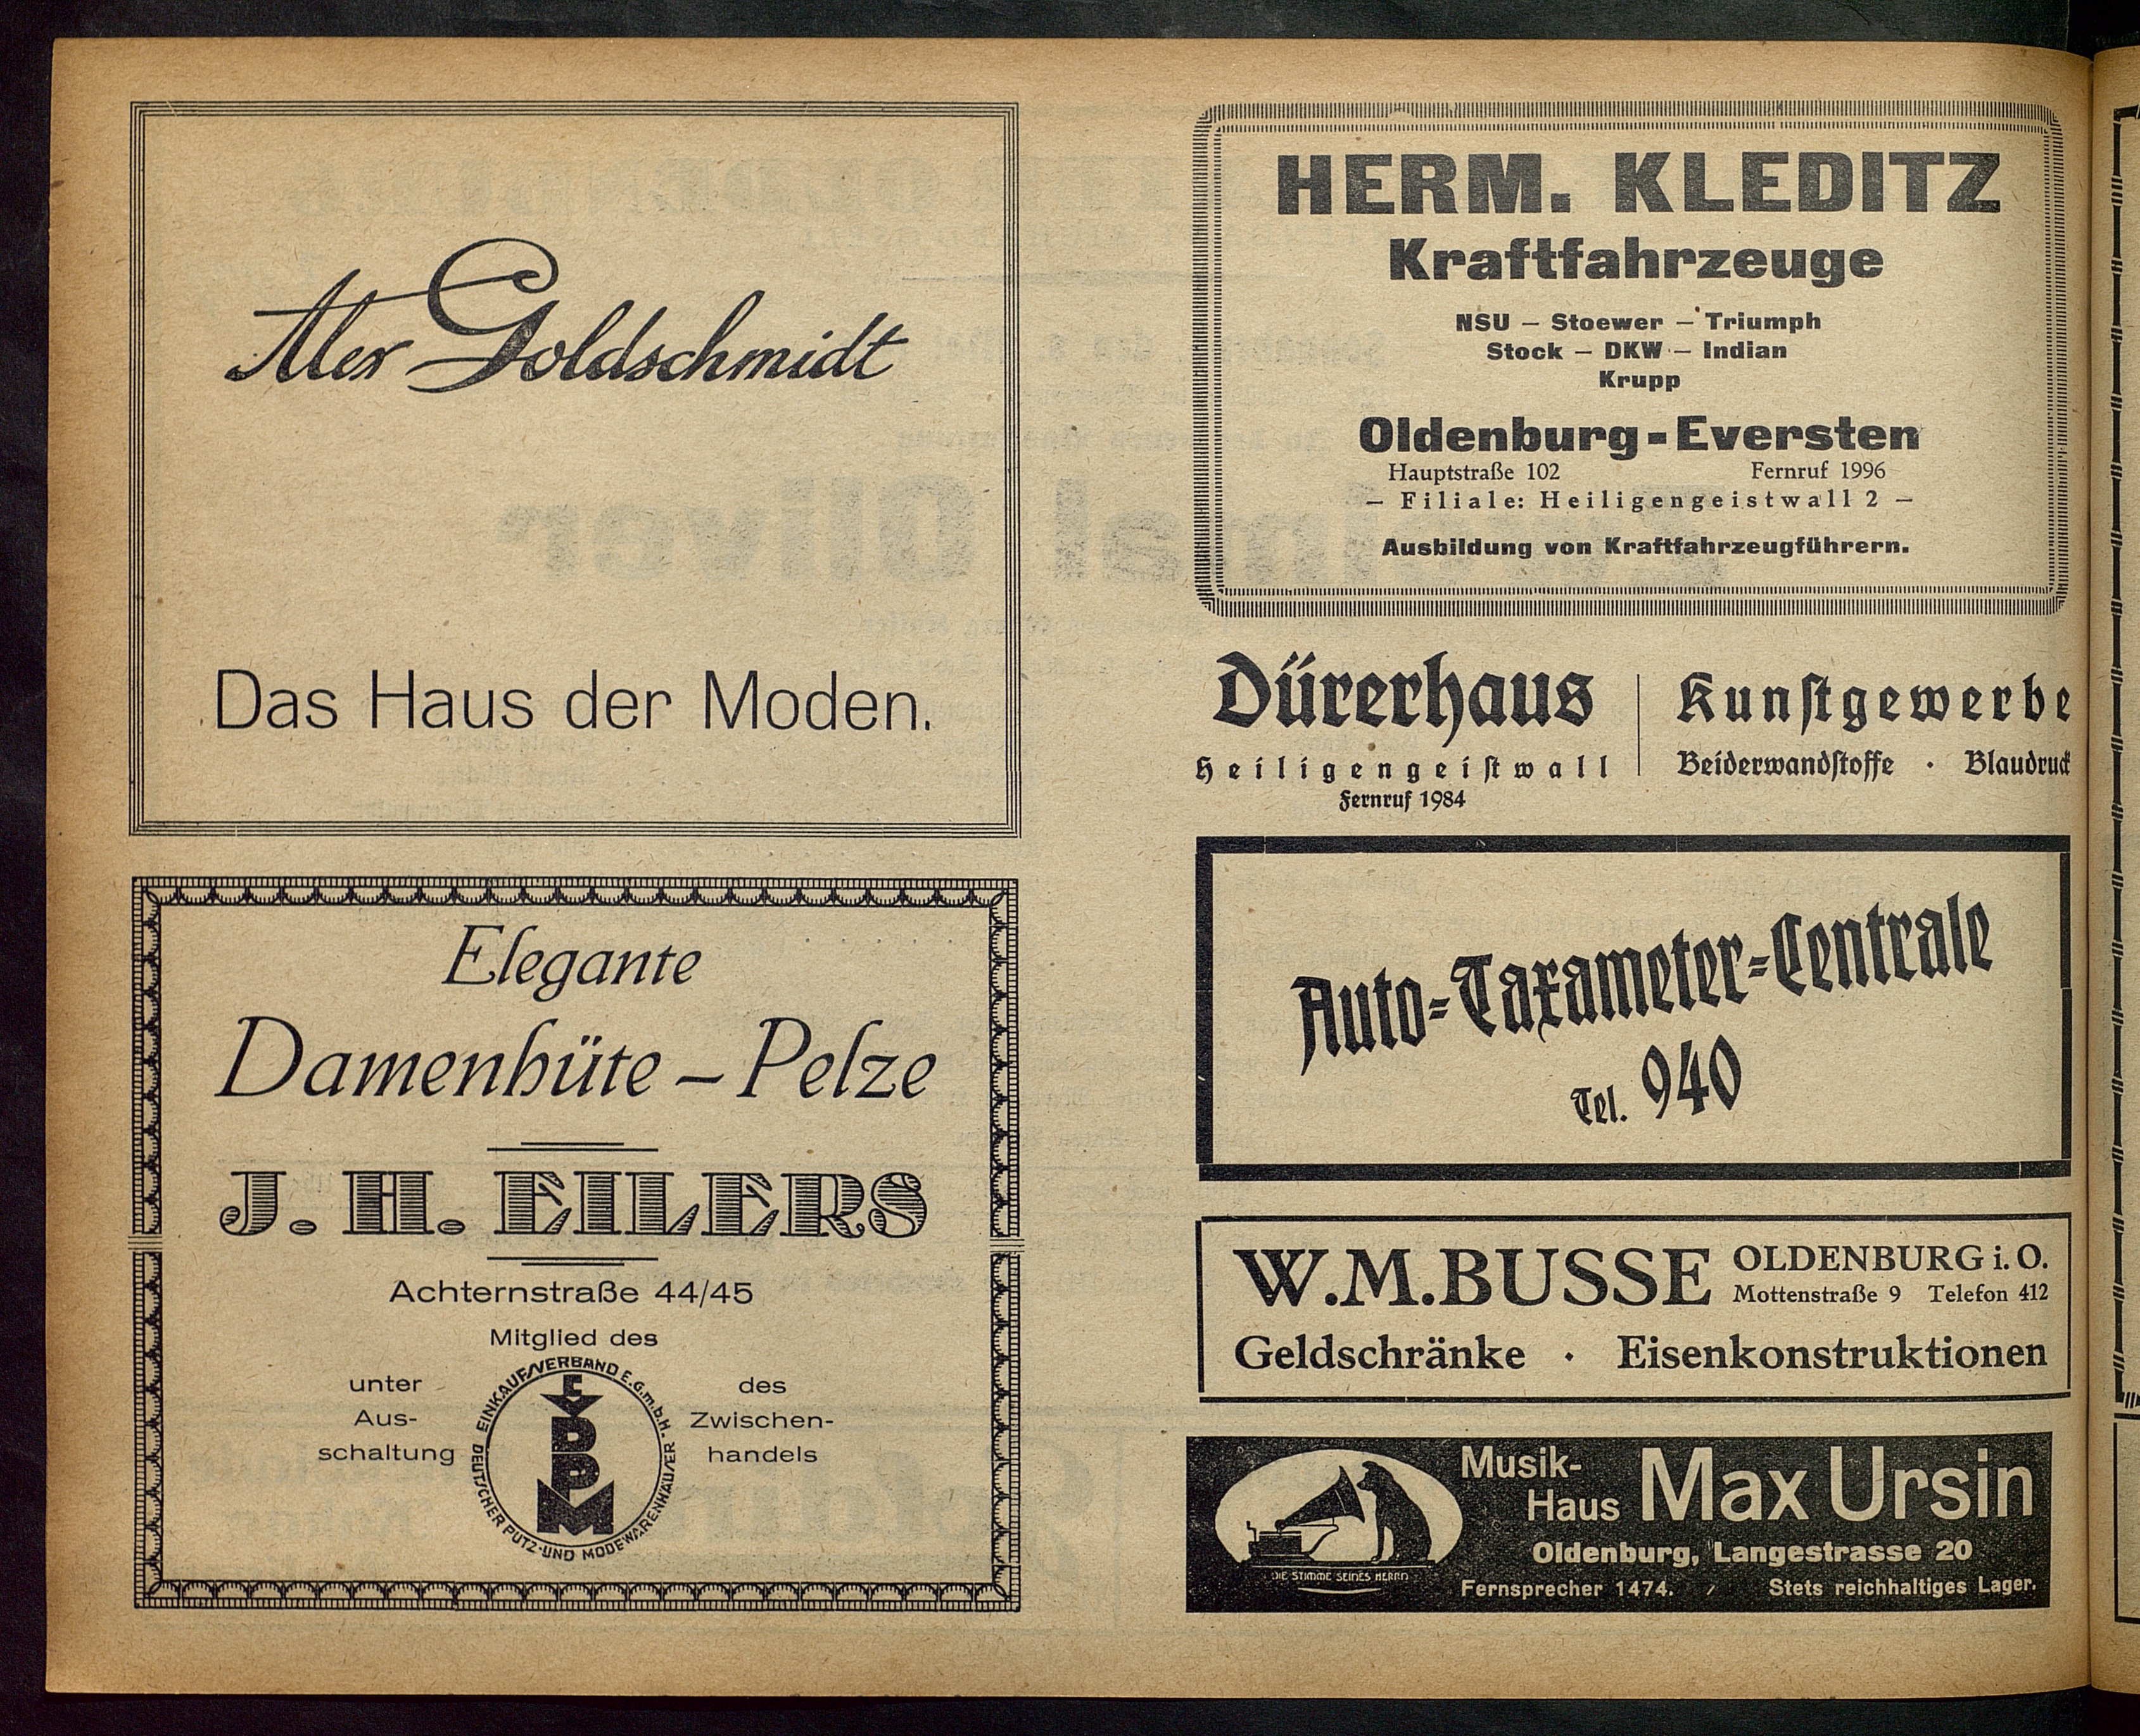 Alex Goldschmidt
Das Haus der Moden.
Elegante
Damenhüte – Pelze
J. H. EILERS
Achternstraße 44/45
Mitglied des
unter
Aus-
schaltung
EINKAUFSVERBAND E.G.m.b.H.
DEUTSCHER PUTZ-UND MODEWARENHÄUSER
E
V
D
P
M
des
Zwischen-
handels
HERM. KLEDITZ
Kraftfahrzeuge
NSU – Stoewer – Triumph
Stock – DKW – Indian
Krupp
Oldenburg-Eversten
Hauptstraße 102 Fernruf 1996
– Filiale: Heiligengeistwall 2 –
Ausbildung von Kraftfahrzeugführern.
Dürerhaus
Heiligengeiſtwall
Fernruf 1984
Kunſtgewerbe
Beiderwandſtoffe · Blaudruck
Auto-Taxameter-Centrale
Tel. 940
W.M.BUSSE OLDENBURG i. O.
Mottenstraße 9 Telefon 412
Geldschränke · Eisenkonstruktionen
Musik-
Haus Max Ursin
Oldenburg, Langestrasse 20
Fernsprecher 1474. / Stets reichhaltiges Lager.
DIE STIMME SEINES HERRN